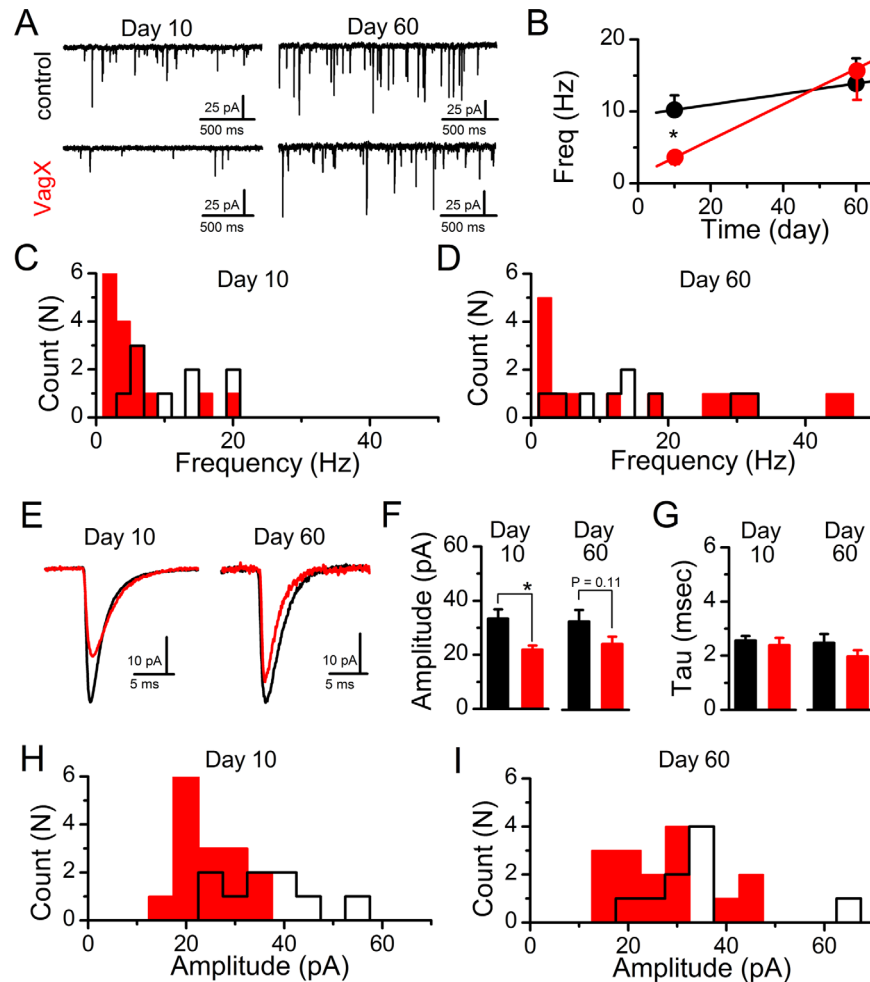 A
Day 10
Day 60
control
25 pA
500 ms
25 pA
500 ms
VagX
25 pA
500 ms
25 pA
500 ms
B
Freq (Hz)
20
10
0
*
0
20
40
60
Time (day)
C
Day 10
Count (N)
6
4
2
0
0
20
40
Frequency (Hz)
D
Day 60
Count (N)
6
4
2
0
0
20
40
Frequency (Hz)
E
Day 10
Day 60
10 pA
5 ms
10 pA
5 ms
F
Day
10
Day
60
Amplitude (pA)
60
40
20
0
*
P = 0.11
G
Day
10
Day
60
Tau (msec)
6
4
2
0
H
Day 10
Count (N)
6
4
2
0
0
20
40
60
Amplitude (pA)
I
Day 60
Count (N)
6
4
2
0
0
20
40
60
Amplitude (pA)